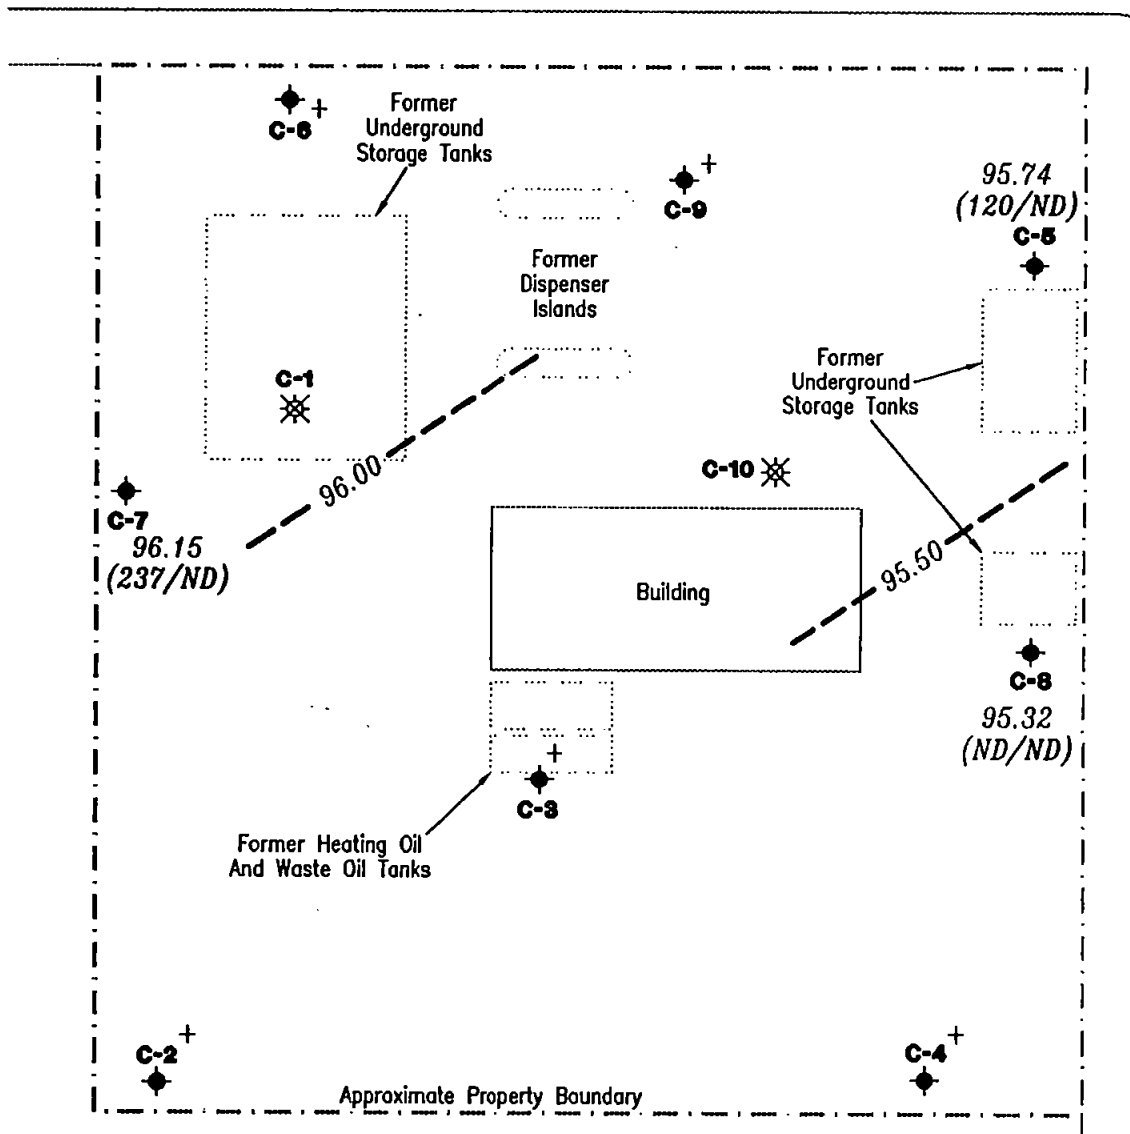 C-6 +
Former
Underground
Storage Tanks
+
C-9
95.74
(120/ND)
C-5
Former
Dispenser
Islands
C-1
Former
Underground
Storage Tanks
96.00
C-10
C-7
96.15
(237/ND)
95.50
Building
C-8
95.32
(ND/ND)
+
C-3
Former Heating Oil
And Waste Oil Tanks
+
C-2
+
C-4
Approximate Property Boundary